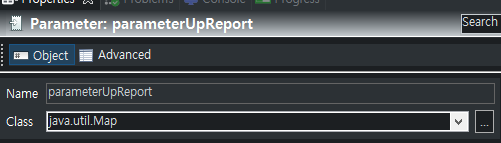 Properties
Problems
Console
Progress
Parameter: parameterUpReport
Search
Object
Advanced
Name parameterUpReport
Class java.util.Map ...